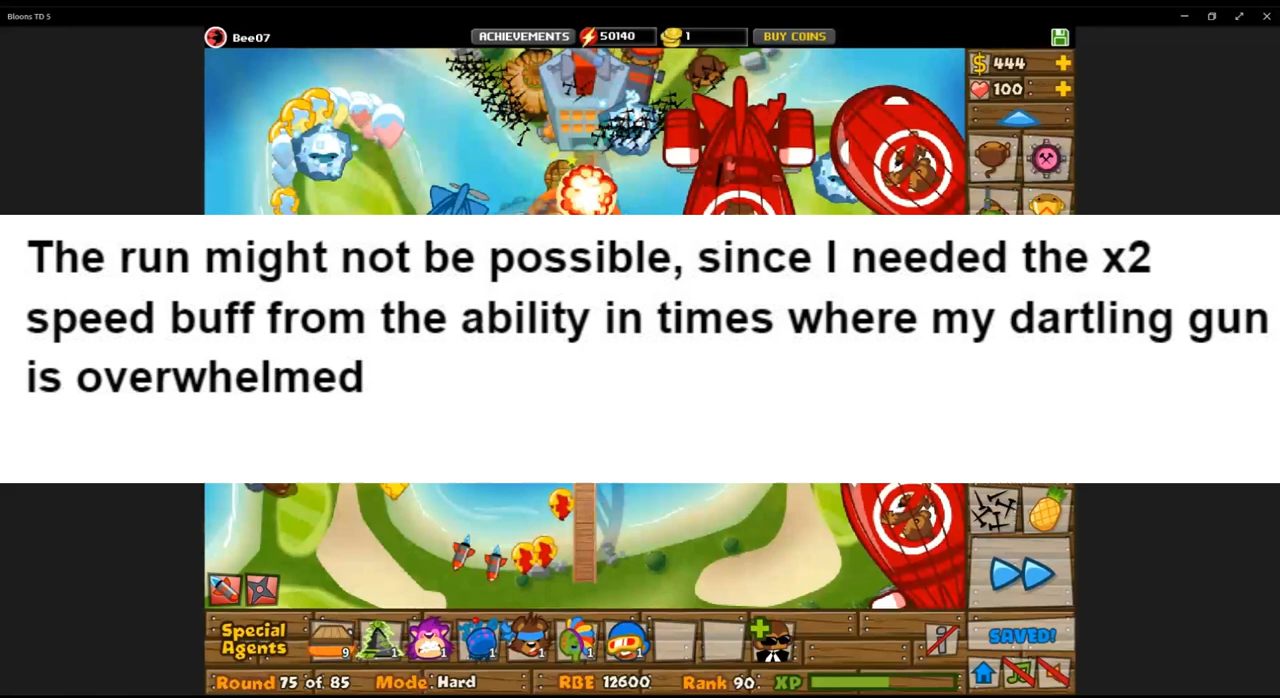 Bloons TD 5
Bee07
ACHIEVEMENTS
50140
1
BUY COINS
$ 444
100
The run might not be possible, since I needed the x2
speed buff from the ability in times where my dartling gun
is overwhelmed
Special
Agents
9
1
1
1
1
1
1
SAVED!
Round 75 of 85
Mode: Hard
RBE 12600
Rank 90:
XP